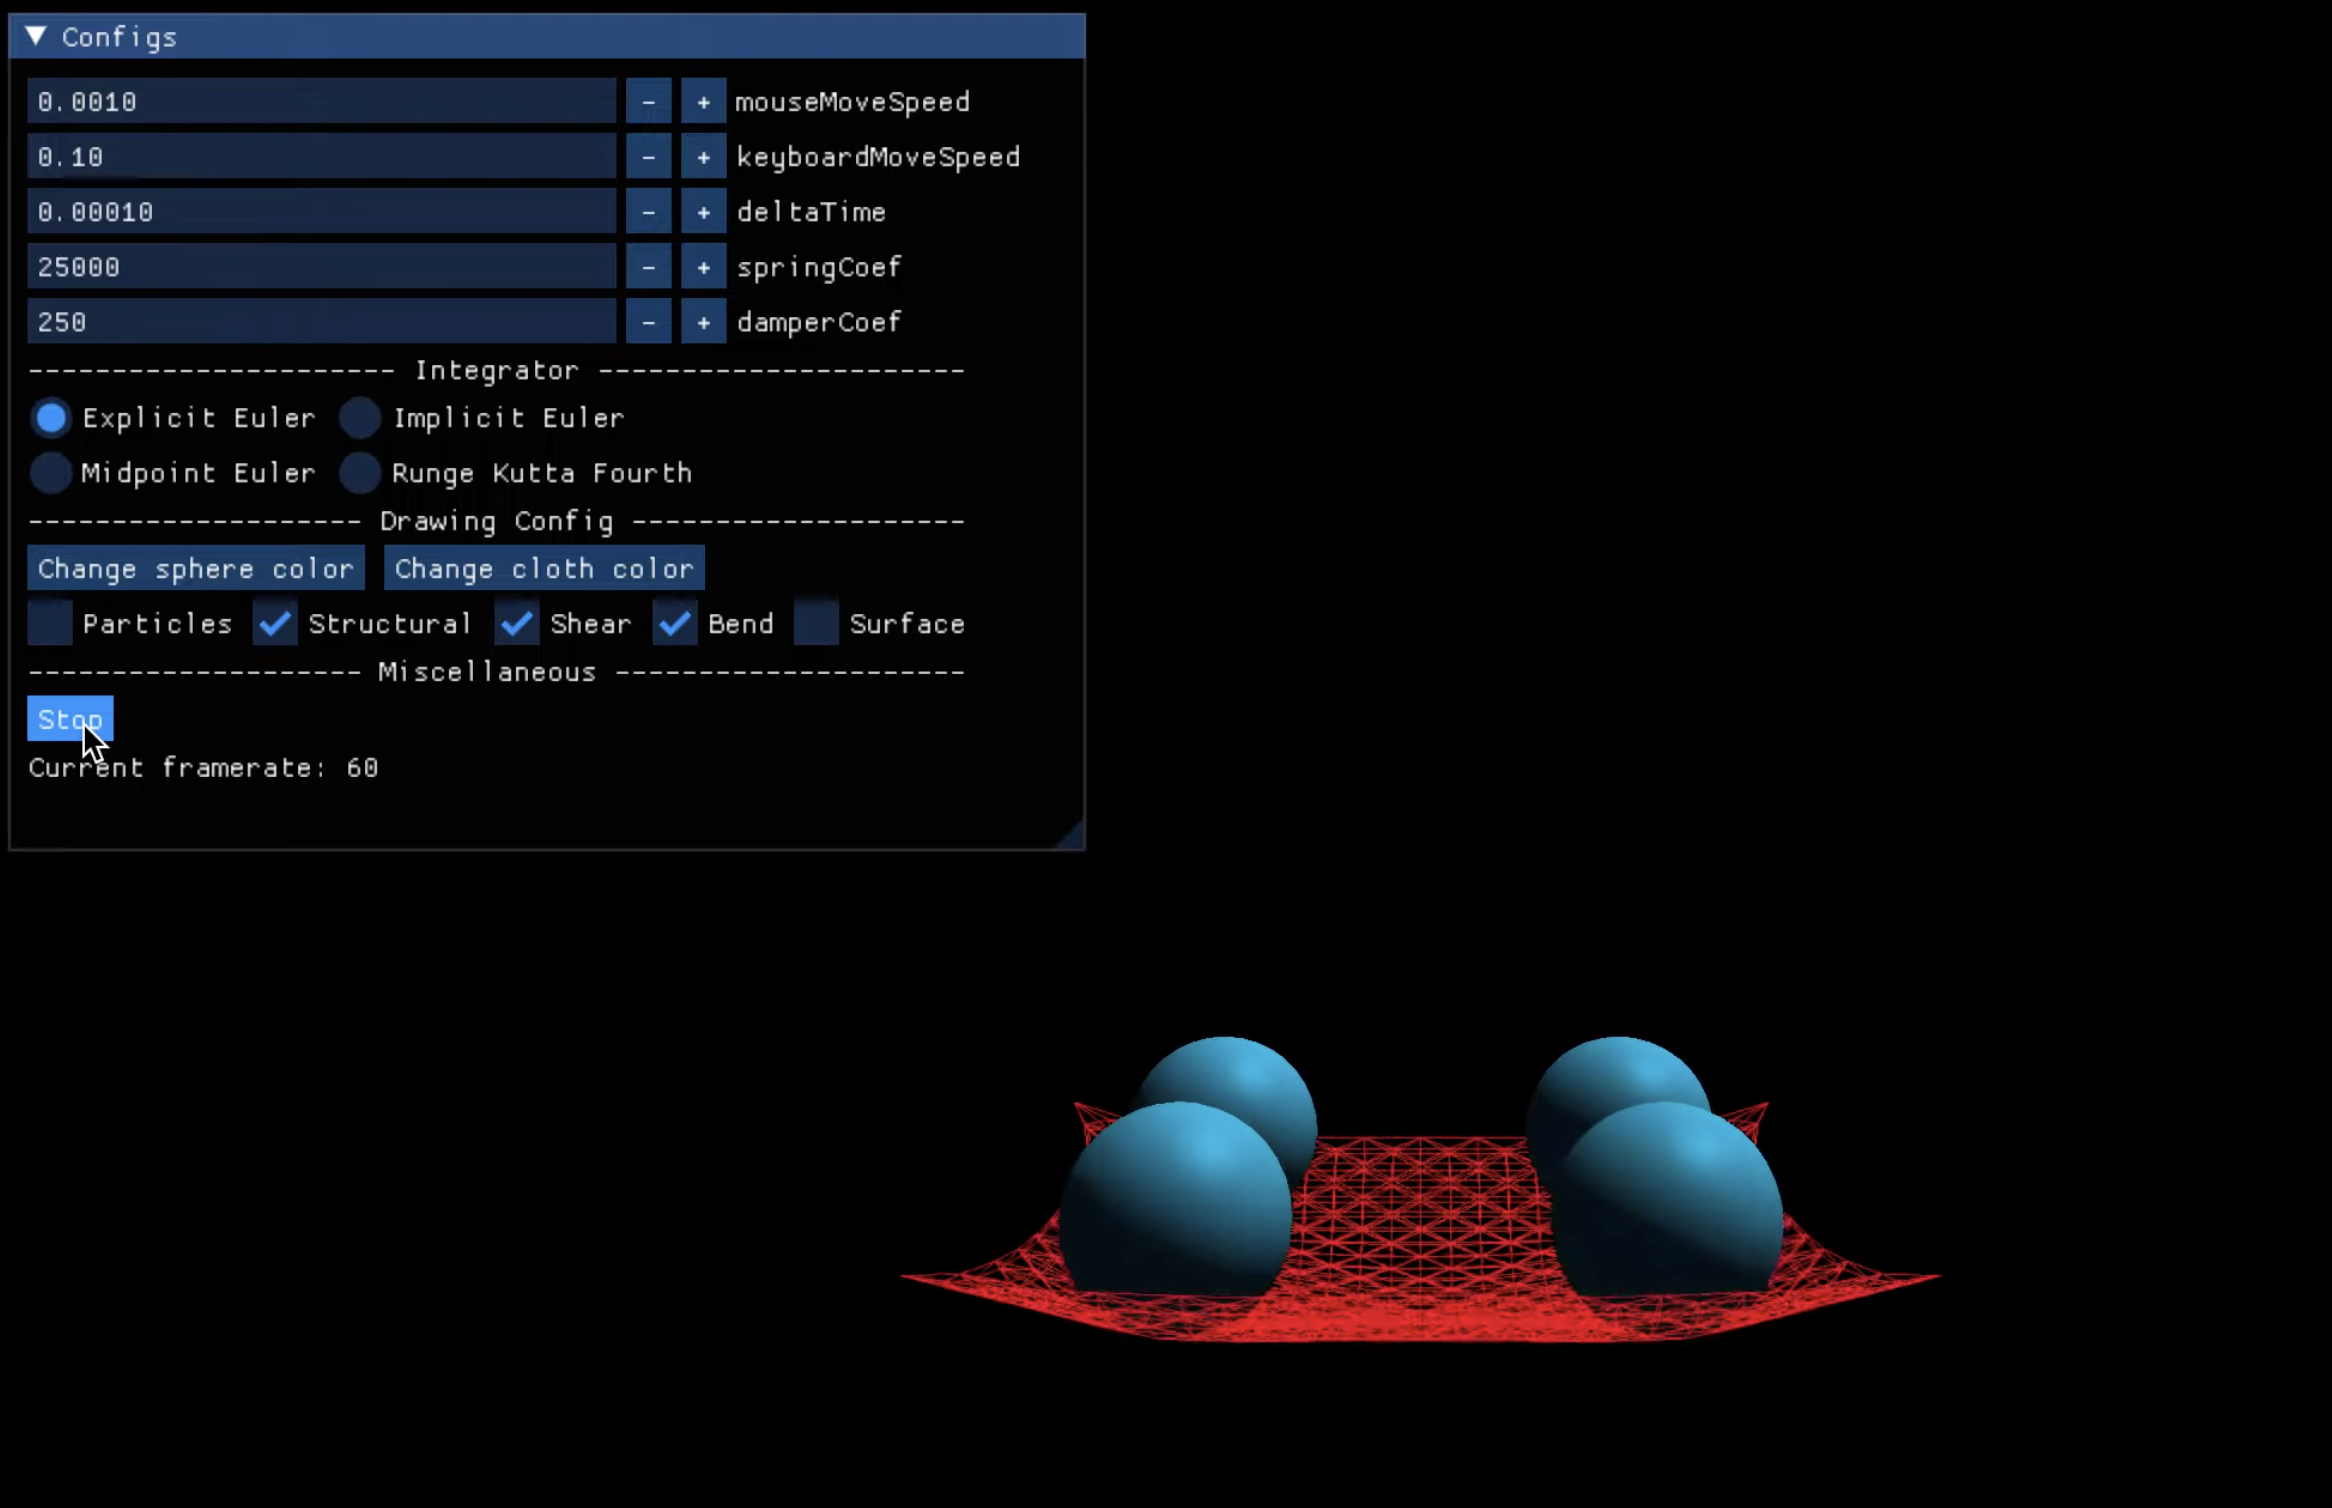 Configs
0.0010 - + mouseMoveSpeed
0.10 - + keyboardMoveSpeed
0.00010 - + deltaTime
25000 - + springCoef
250 - + damperCoef
---------------------- Integrator ----------------------
Explicit Euler Implicit Euler
Midpoint Euler Runge Kutta Fourth
-------------------- Drawing Config --------------------
Change sphere color Change cloth color
Particles Structural Shear Bend Surface
-------------------- Miscellaneous ---------------------
Stop
Current framerate: 60